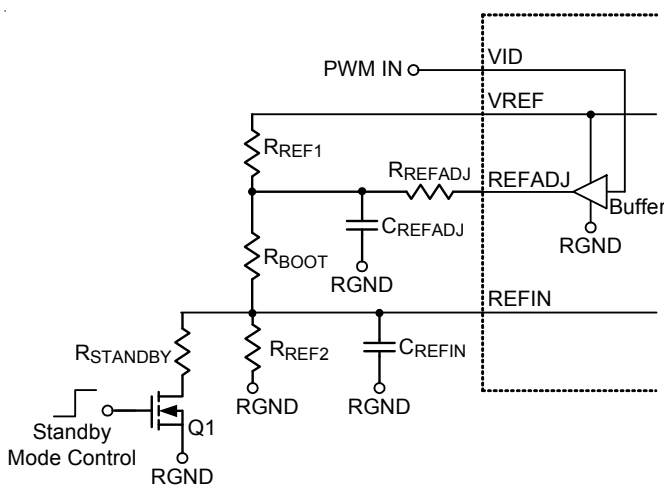 VID
PWM IN
VREF
RREF1
RREFADJ
REFADJ
Buffer
CREFADJ
RGND
RBOOT
RGND
REFIN
RSTANDBY
RREF2
CREFIN
RGND
RGND
Q1
Standby
Mode Control
RGND